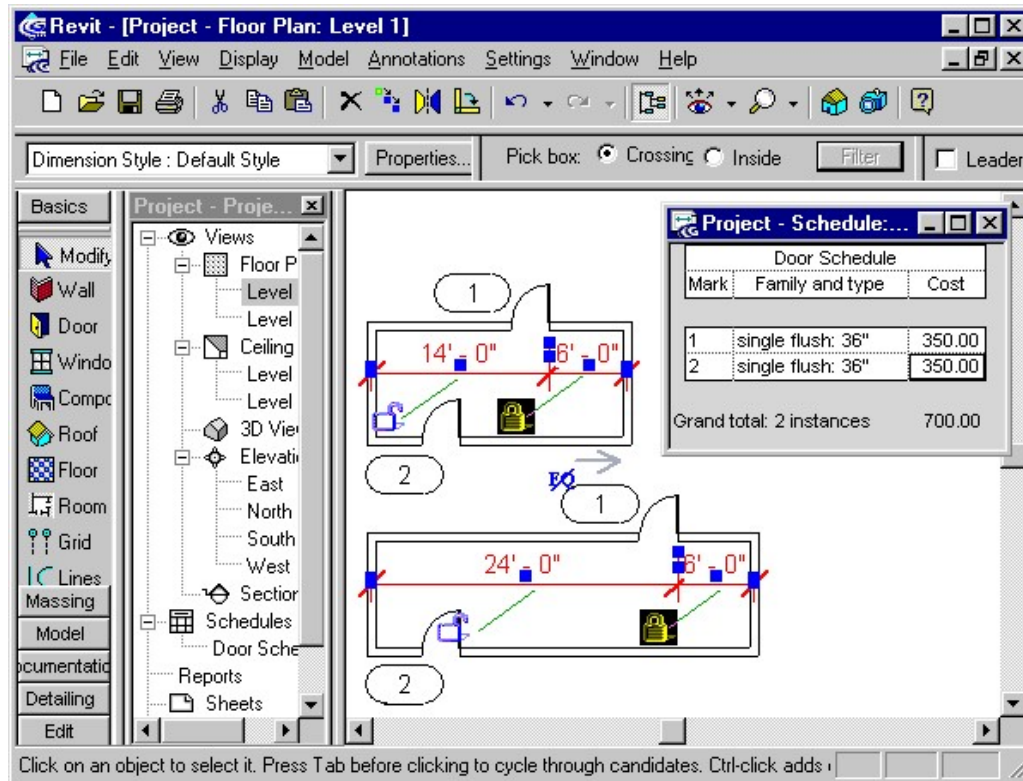 Revit - [Project - Floor Plan: Level 1]
File Edit View Display Model Annotations Settings Window Help
Dimension Style : Default Style
Properties...
Pick box:
Crossing
Inside
Filter
Leader
Basics
Modify
Wall
Door
Windo
Compo
Roof
Floor
Room
Grid
Lines
Massing
Model
ocumentatio
Detailing
Edit
Project - Proje...
Views
Floor P
Level
Level
Ceiling
Level
Level
3D Vie
Elevati
East
North
South
West
Section
Schedules
Door Sche
Reports
Sheets
1
14' - 0"
6' - 0"
2
EQ
1
24' - 0"
6' - 0"
2
Project - Schedule:...
Door Schedule
Mark Family and type Cost
1 single flush: 36" 350.00
2 single flush: 36" 350.00
Grand total: 2 instances 700.00
Click on an object to select it. Press Tab before clicking to cycle through candidates. Ctrl-click adds